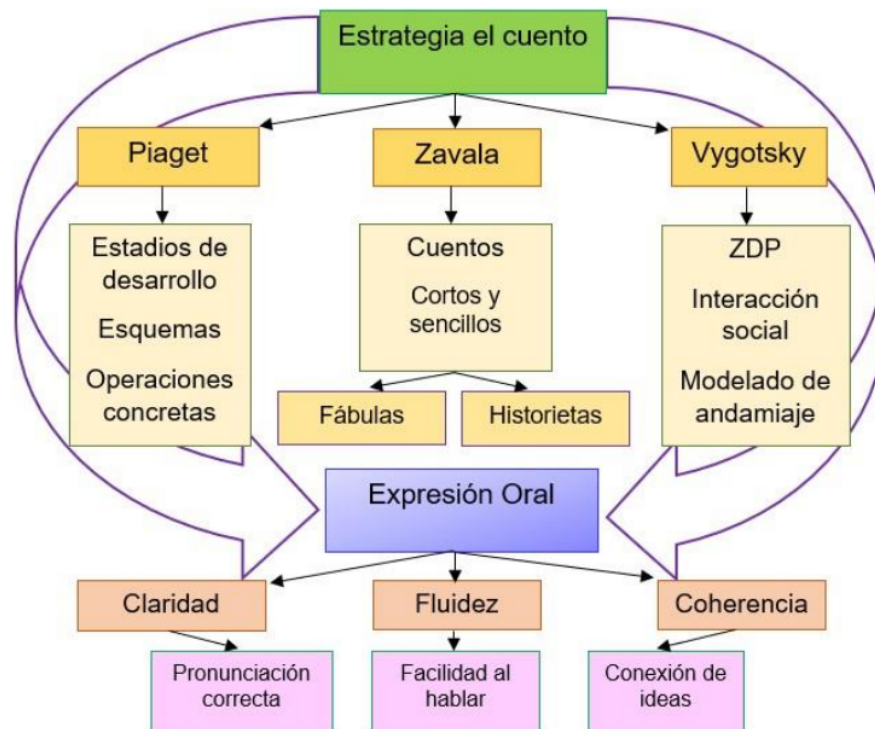 Estrategia el cuento
Piaget
Zavala
Vygotsky
Estadios de
desarrollo
Esquemas
Operaciones
concretas
Cuentos
Cortos y
sencillos
ZDP
Interacción
social
Modelado de
andamiaje
Fábulas
Historietas
Expresión Oral
Claridad
Fluidez
Coherencia
Pronunciación
correcta
Facilidad al
hablar
Conexión de
ideas